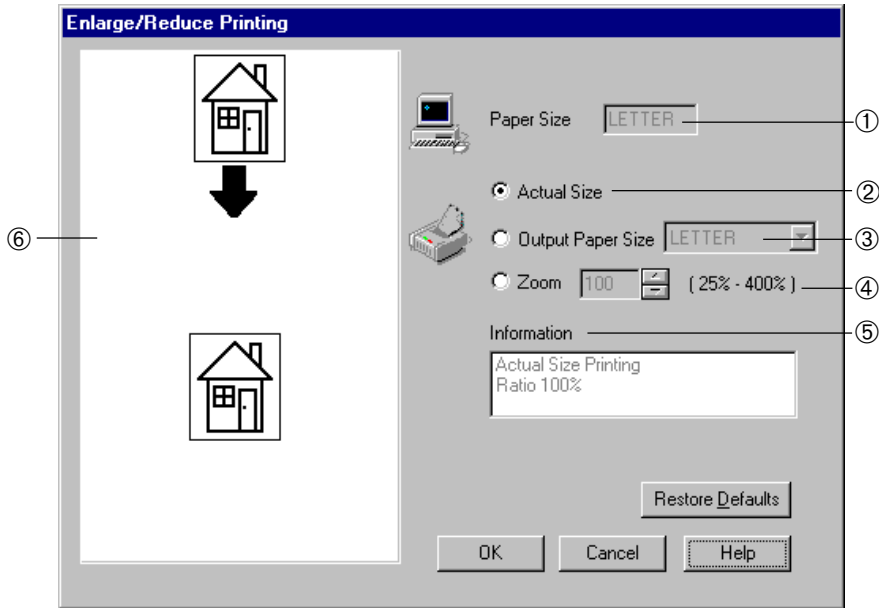 Enlarge/Reduce Printing
Paper Size LETTER ①
Actual Size ②
⑥
Output Paper Size LETTER ③
Zoom 100 ( 25% - 400% ) ④
Information ⑤
Actual Size Printing
Ratio 100%
Restore Defaults
OK Cancel Help